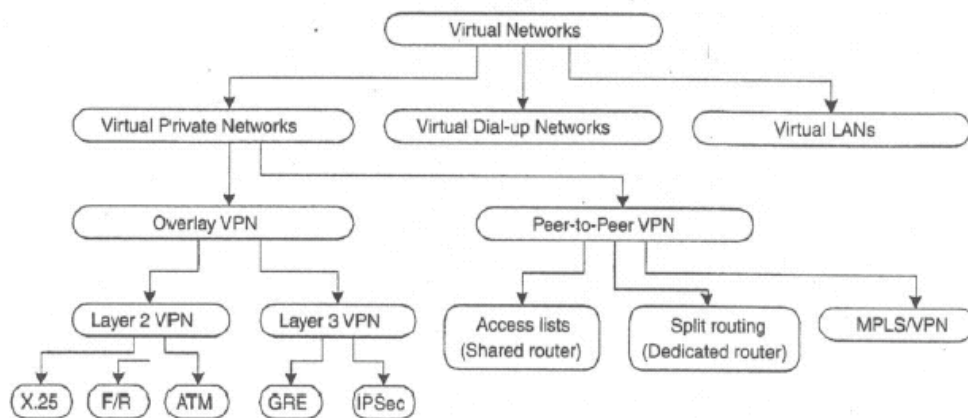 Virtual Networks
Virtual Private Networks
Virtual Dial-up Networks
Virtual LANs
Overlay VPN
Peer-to-Peer VPN
Layer 2 VPN
Layer 3 VPN
Access lists
(Shared router)
Split routing
(Dedicated router)
MPLS/VPN
X.25
F/R
ATM
GRE
IPSec